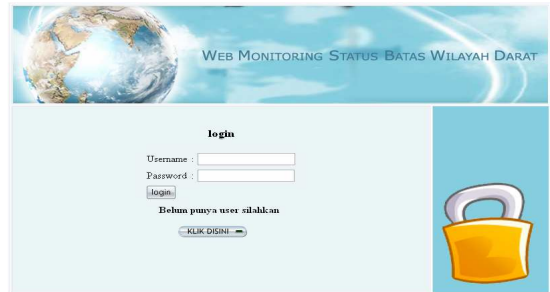 WEB MONITORING STATUS BATAS WILAYAH DARAT
login
Username :
Password :
login
Belum punya user silahkan
KLIK DISINI